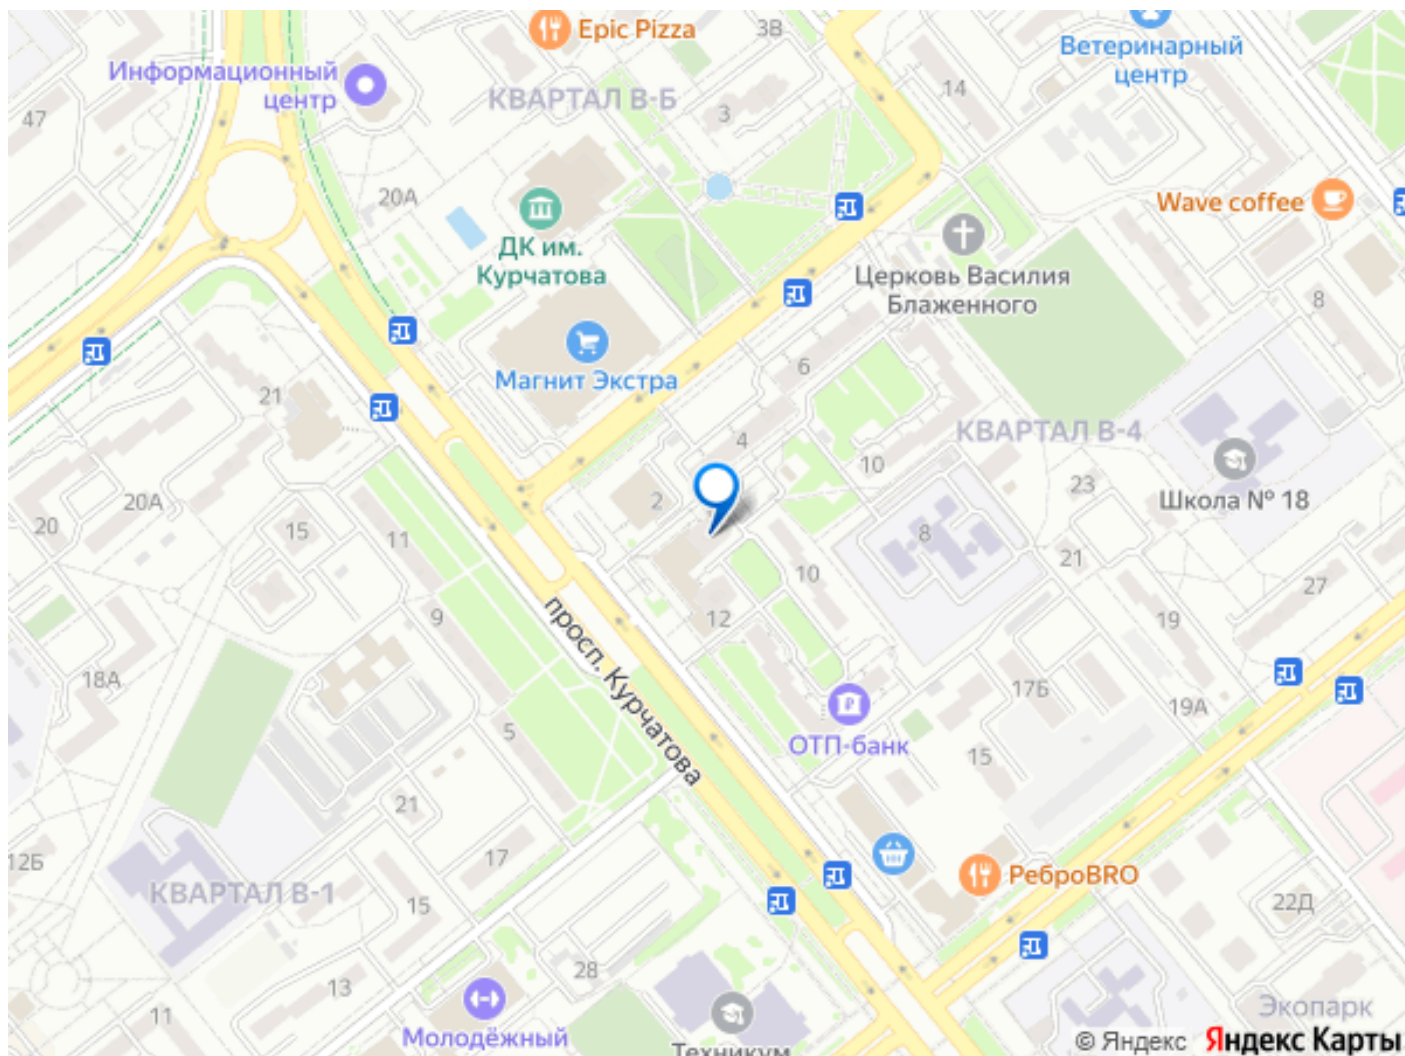 Epic Pizza
3В
Ветеринарный
центр
Информационный
центр
КВАРТАЛ В-Б
14
47
3
20А
Wave coffee
ДК им.
Курчатова
Церковь Василия
Блаженного
8
Магнит Экстра
6
21
4
КВАРТАЛ В-4
10
23
Школа № 18
2
20А
20
15
11
8
21
10
27
9
12
19
просп. Курчатова
18А
17Б
19А
5
ОТП-банк
15
21
12Б
17
КВАРТАЛ В-1
РеброBRO
15
22Д
28
13
11
Экопарк
Молодёжный
Техникум
© Яндекс Яндекс Карты